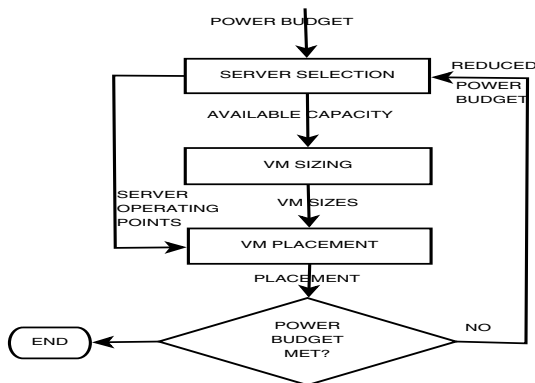 POWER BUDGET
SERVER SELECTION
REDUCED
POWER
BUDGET
AVAILABLE CAPACITY
VM SIZING
SERVER
OPERATING
POINTS
VM SIZES
VM PLACEMENT
PLACEMENT
POWER
BUDGET
MET?
NO
END